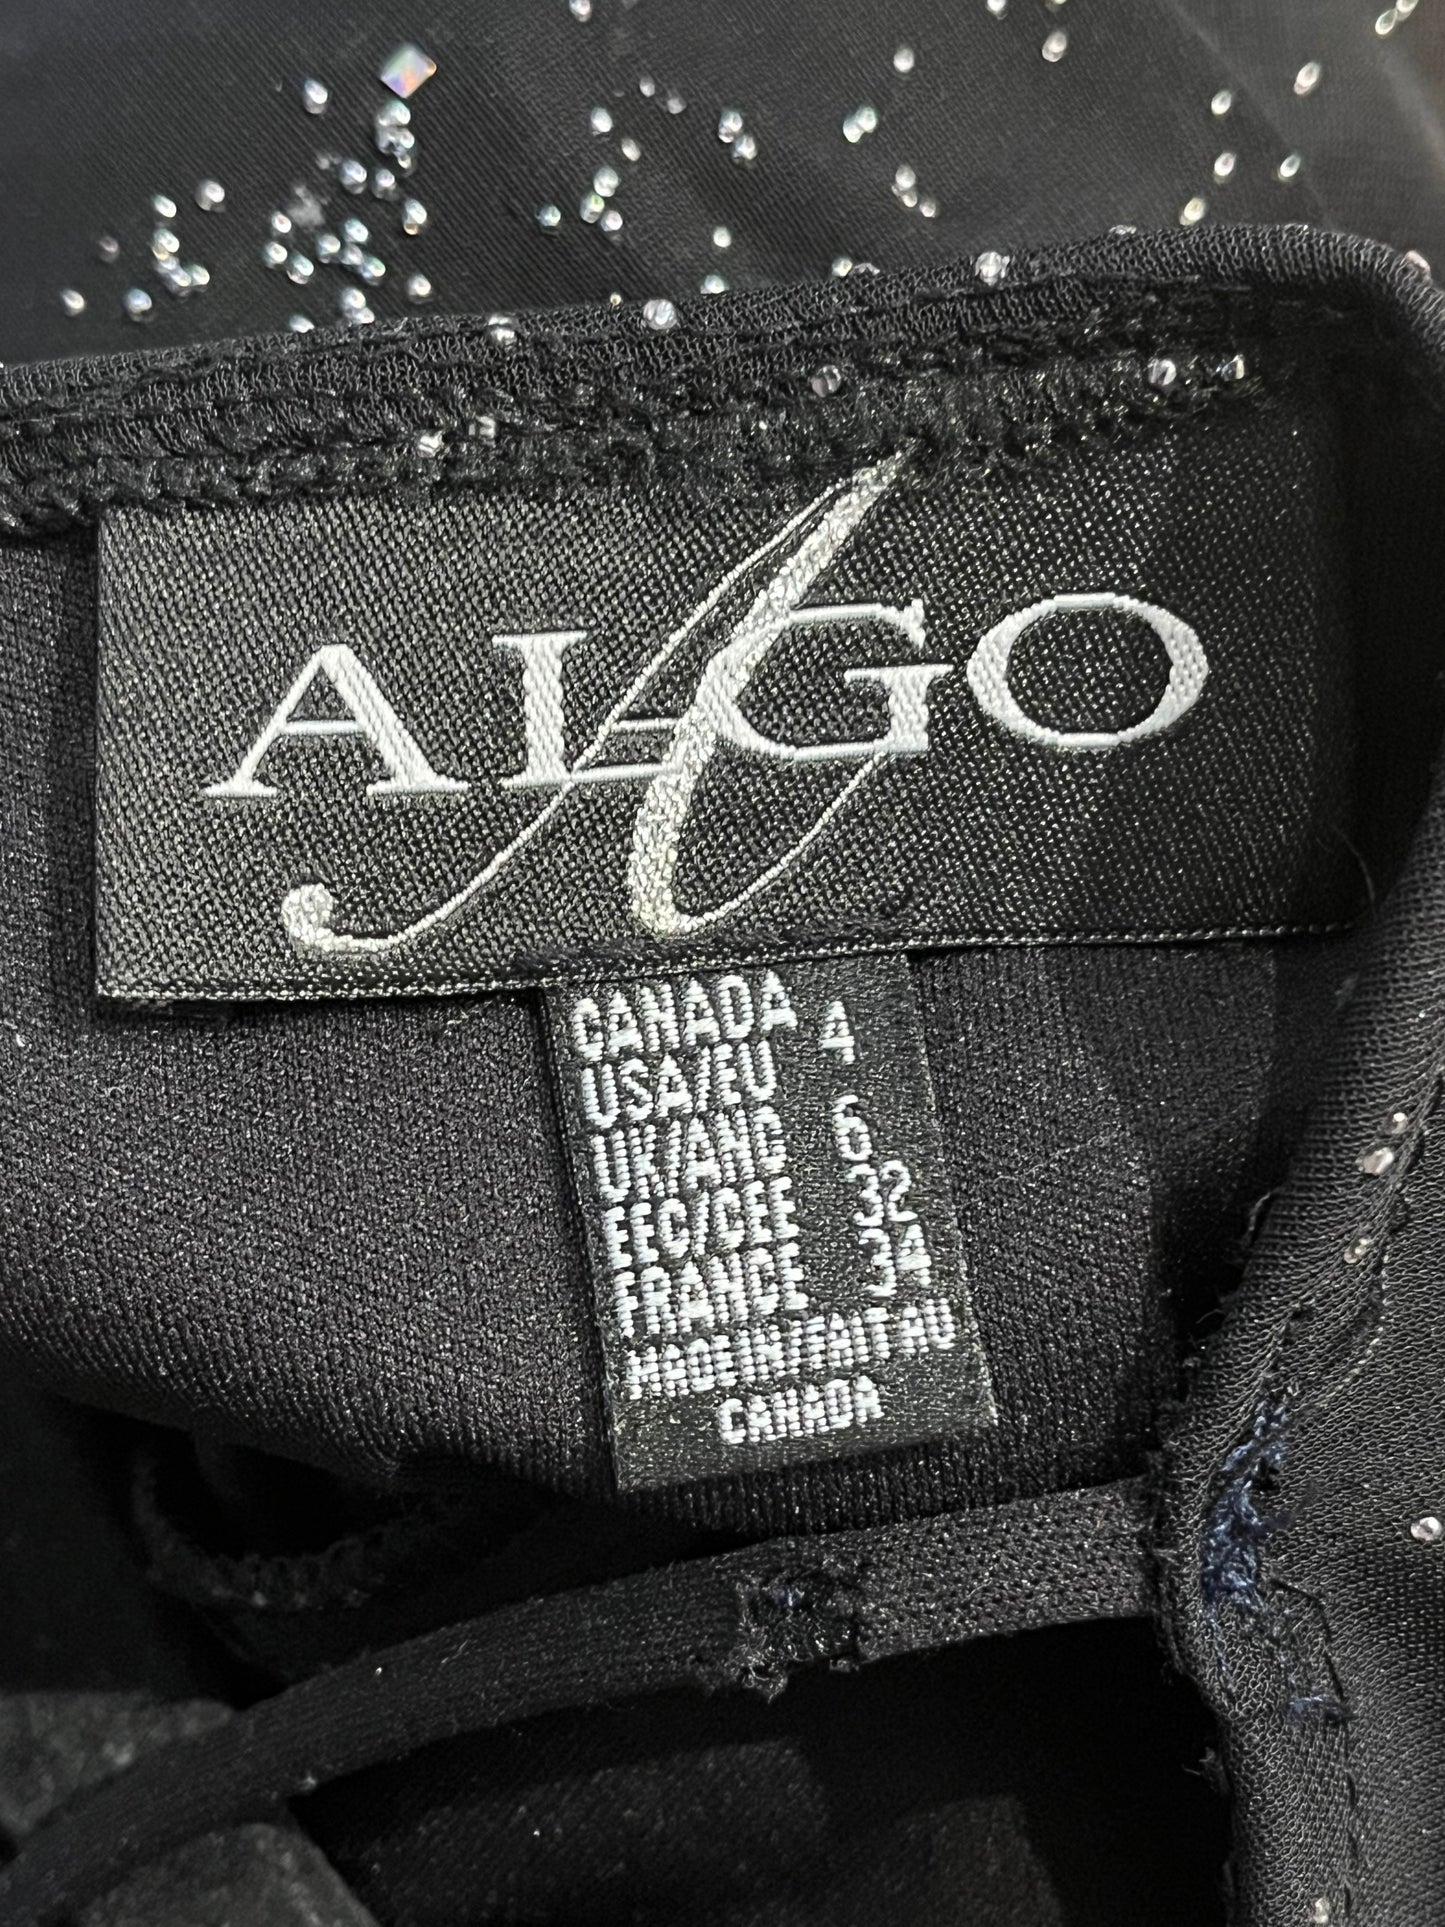 ALGO
A
CANADA 4
USA/EU
UK/ANG 6
EEC/CEE 32
FRANCE 34
MADE IN/FAIT AU
CANADA